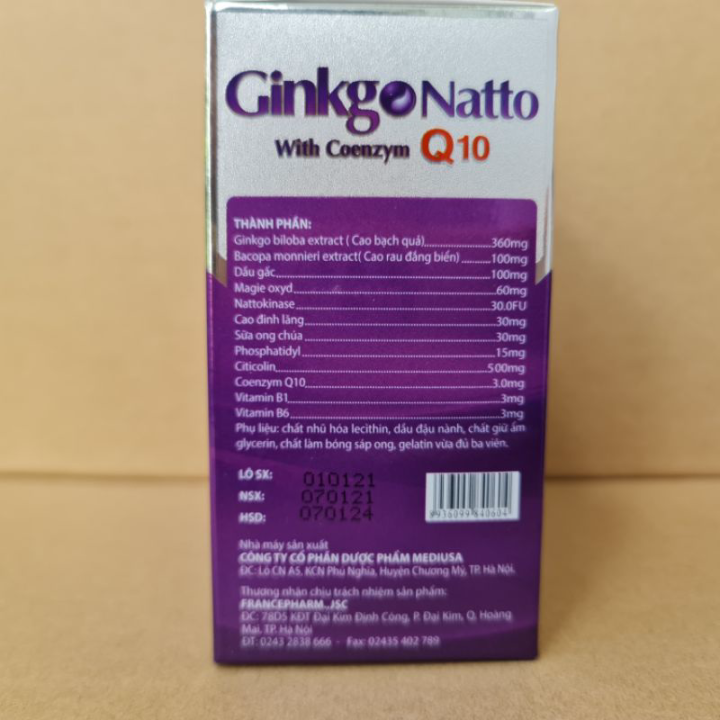 Ginkgo Natto
With Coenzym Q10
THÀNH PHẦN:
Ginkgo biloba extract ( Cao bạch quả)......360mg
Bacopa monnieri extract( Cao rau đắng biển) ......100mg
Dầu gấc......100mg
Magie oxyd......60mg
Nattokinase......30.0FU
Cao đinh lăng......30mg
Sữa ong chúa......30mg
Phosphatidyl......15mg
Citicolin......500mg
Coenzym Q10......3.0mg
Vitamin B1......3mg
Vitamin B6......3mg
Phụ liệu: chất nhũ hóa lecithin, dầu đậu nành, chất giữ ẩm
glycerin, chất làm bóng sáp ong, gelatin vừa đủ ba viên.
LÔ SX: 010121
NSX: 070121
HSD: 070124
8936099840604
Nhà máy sản xuất
CÔNG TY CỔ PHẦN DƯỢC PHẨM MEDIUSA
ĐC: Lô CN A5, KCN Phú Nghĩa, Huyện Chương Mỹ, TP. Hà Nội.
Thương nhân chịu trách nhiệm sản phẩm:
FRANCEPHARM .,JSC
ĐC: 78D5 KĐT Đại Kim Định Công, P. Đại Kim, Q. Hoàng
Mai, TP. Hà Nội
ĐT: 0243 2838 666 - Fax: 02435 402 789